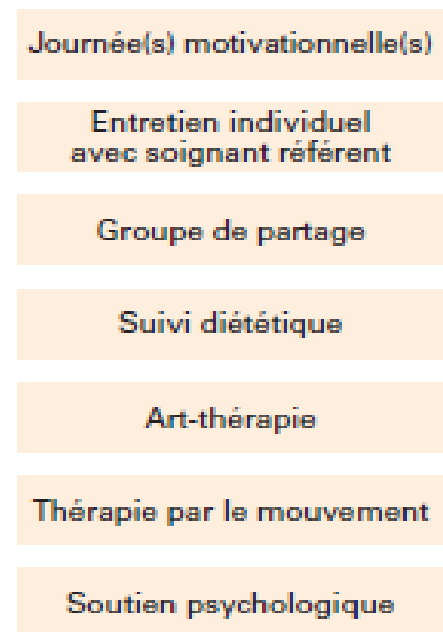 Journée(s) motivationnelle(s)
Entretien individuel
avec soignant référent
Groupe de partage
Suivi diététique
Art-thérapie
Thérapie par le mouvement
Soutien psychologique